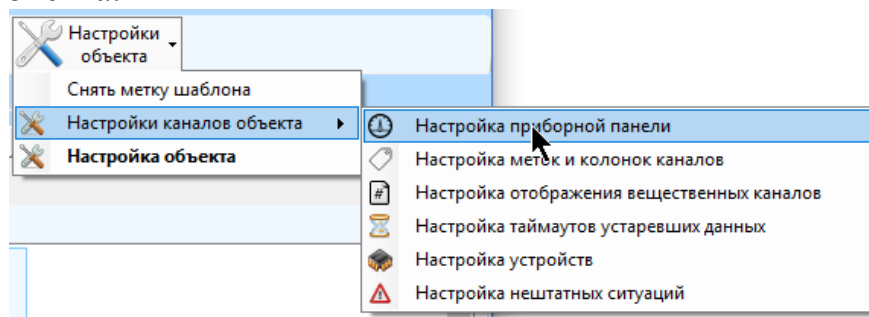 Настройки
объекта
Снять метку шаблона
Настройки каналов объекта
Настройка объекта
Настройка приборной панели
Настройка меток и колонок каналов
Настройка отображения вещественных каналов
Настройка таймаутов устаревших данных
Настройка устройств
Настройка нештатных ситуаций